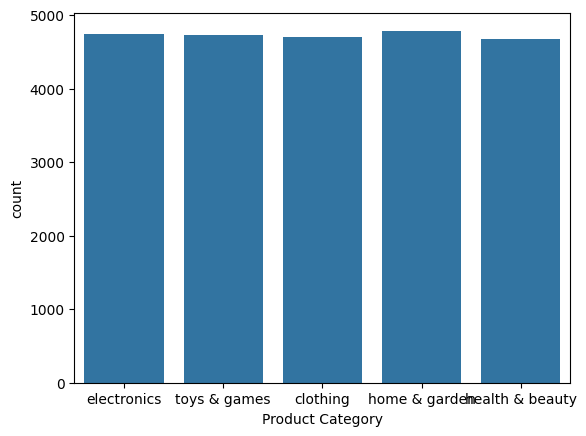 5000
4000
3000
2000
1000
0
count
electronics toys & games clothing home & garden health & beauty
Product Category